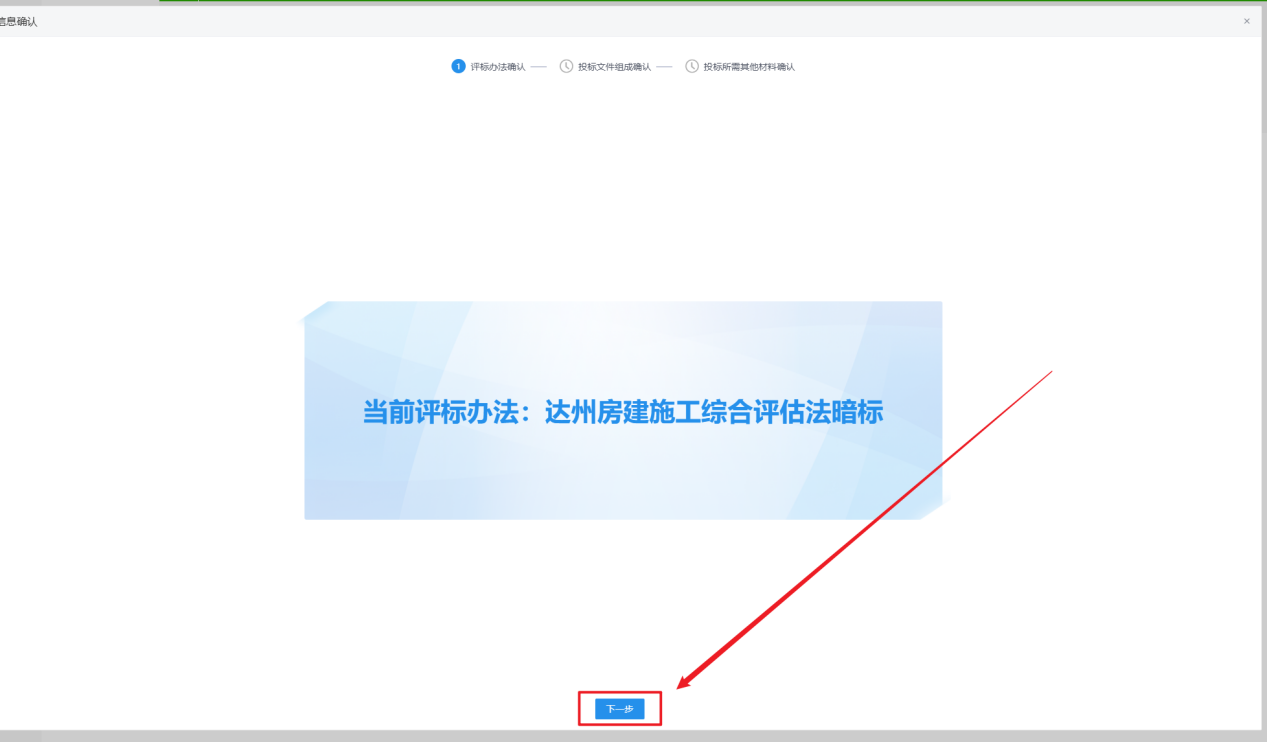 信息确认
×
1 评标办法确认 投标文件组成确认 投标所需其他材料确认
当前评标办法：达州房建施工综合评估法暗标
下一步